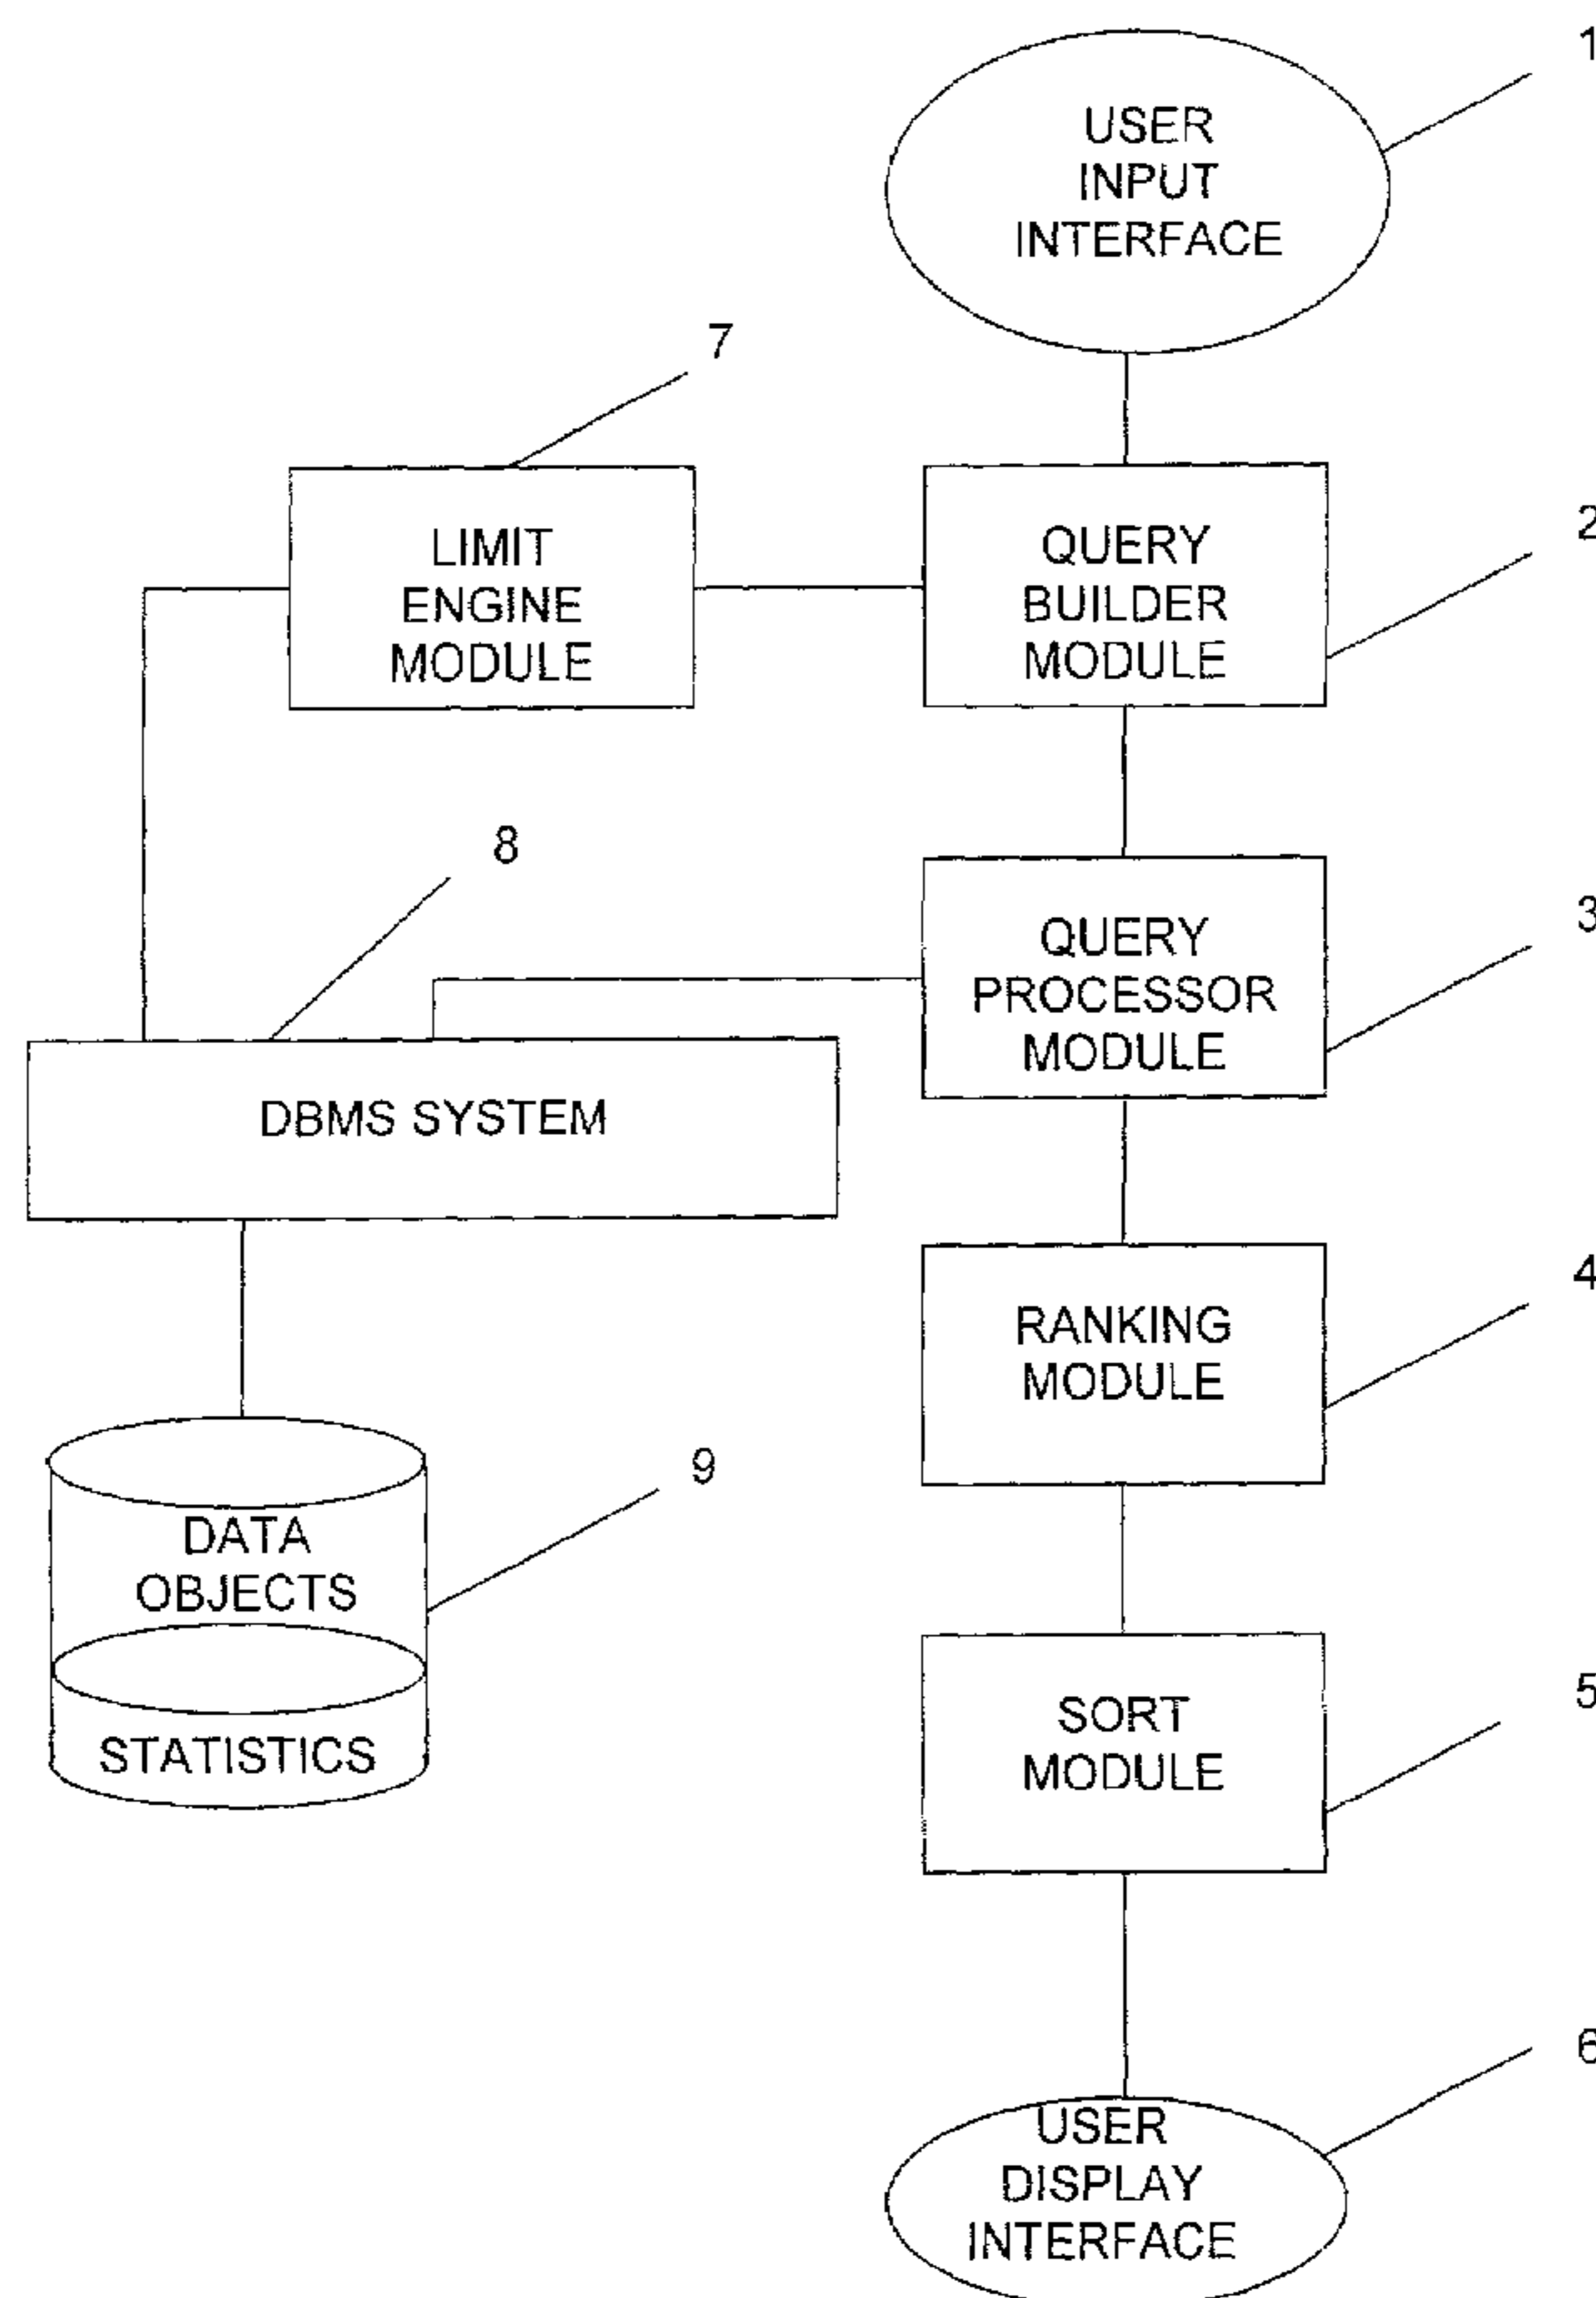 1
USER
INPUT
INTERFACE
7
LIMIT
ENGINE
MODULE
QUERY
BUILDER
MODULE
2
8
QUERY
PROCESSOR
MODULE
3
DBMS SYSTEM
RANKING
MODULE
4
9
DATA
OBJECTS
STATISTICS
SORT
MODULE
5
6
USER
DISPLAY
INTERFACE